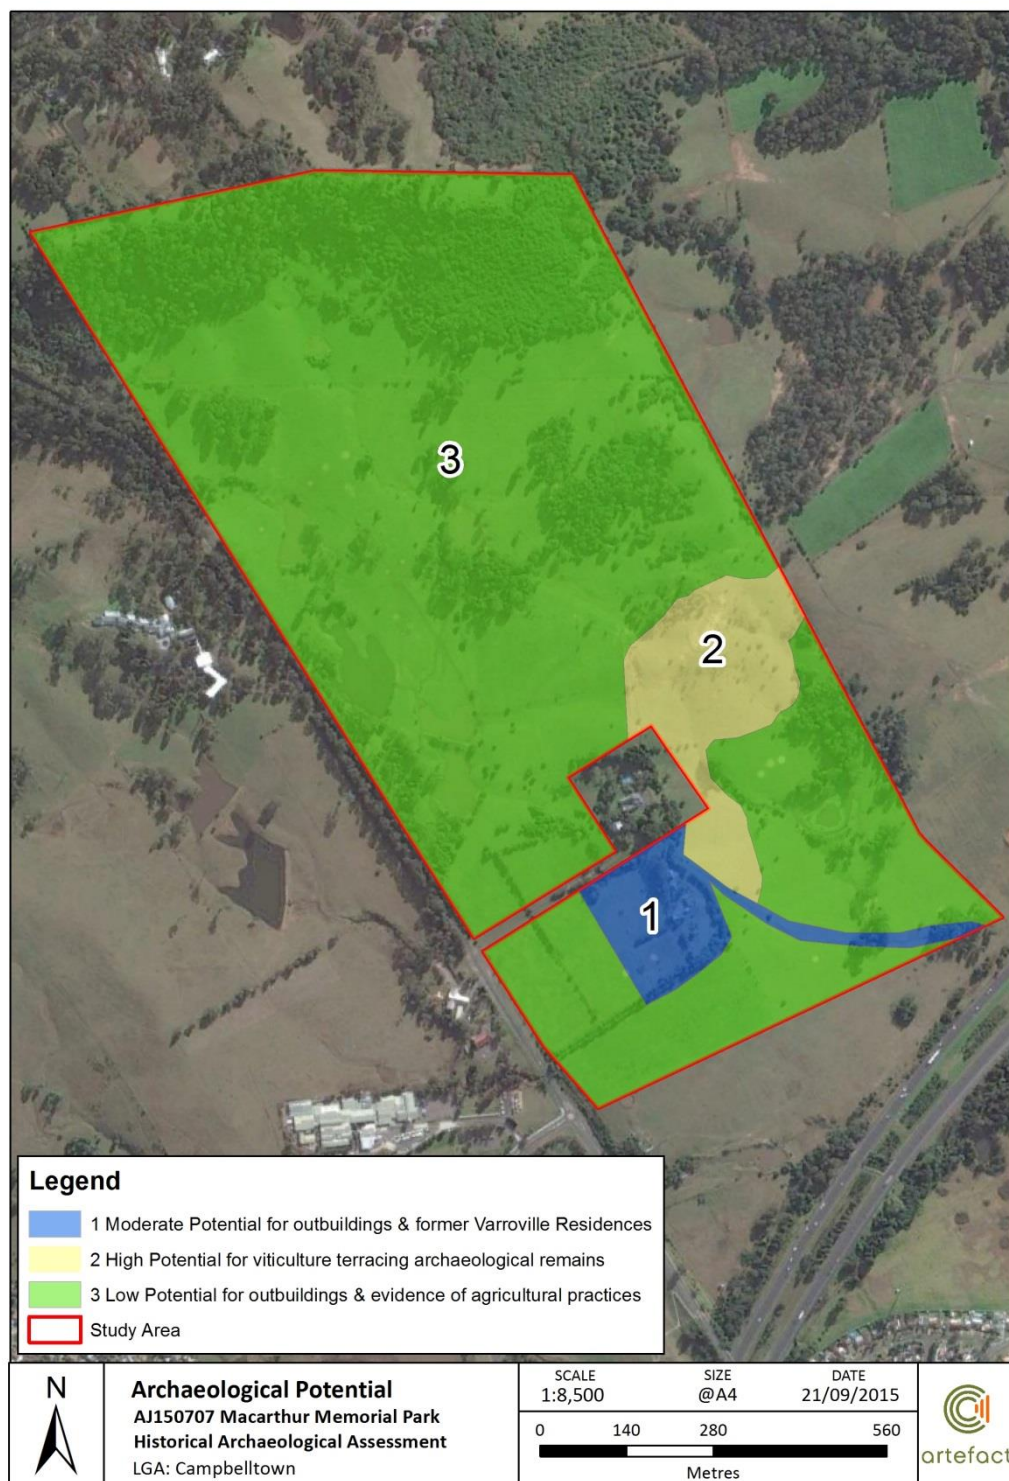 3
2
1
Legend
1 Moderate Potential for outbuildings & former Varroville Residences
2 High Potential for viticulture terracing archaeological remains
3 Low Potential for outbuildings & evidence of agricultural practices
Study Area
N
Archaeological Potential
AJ150707 Macarthur Memorial Park
Historical Archaeological Assessment
LGA: Campbelltown
SCALE
1:8,500
SIZE
@A4
DATE
21/09/2015
0 140 280 560
Metres
artefact